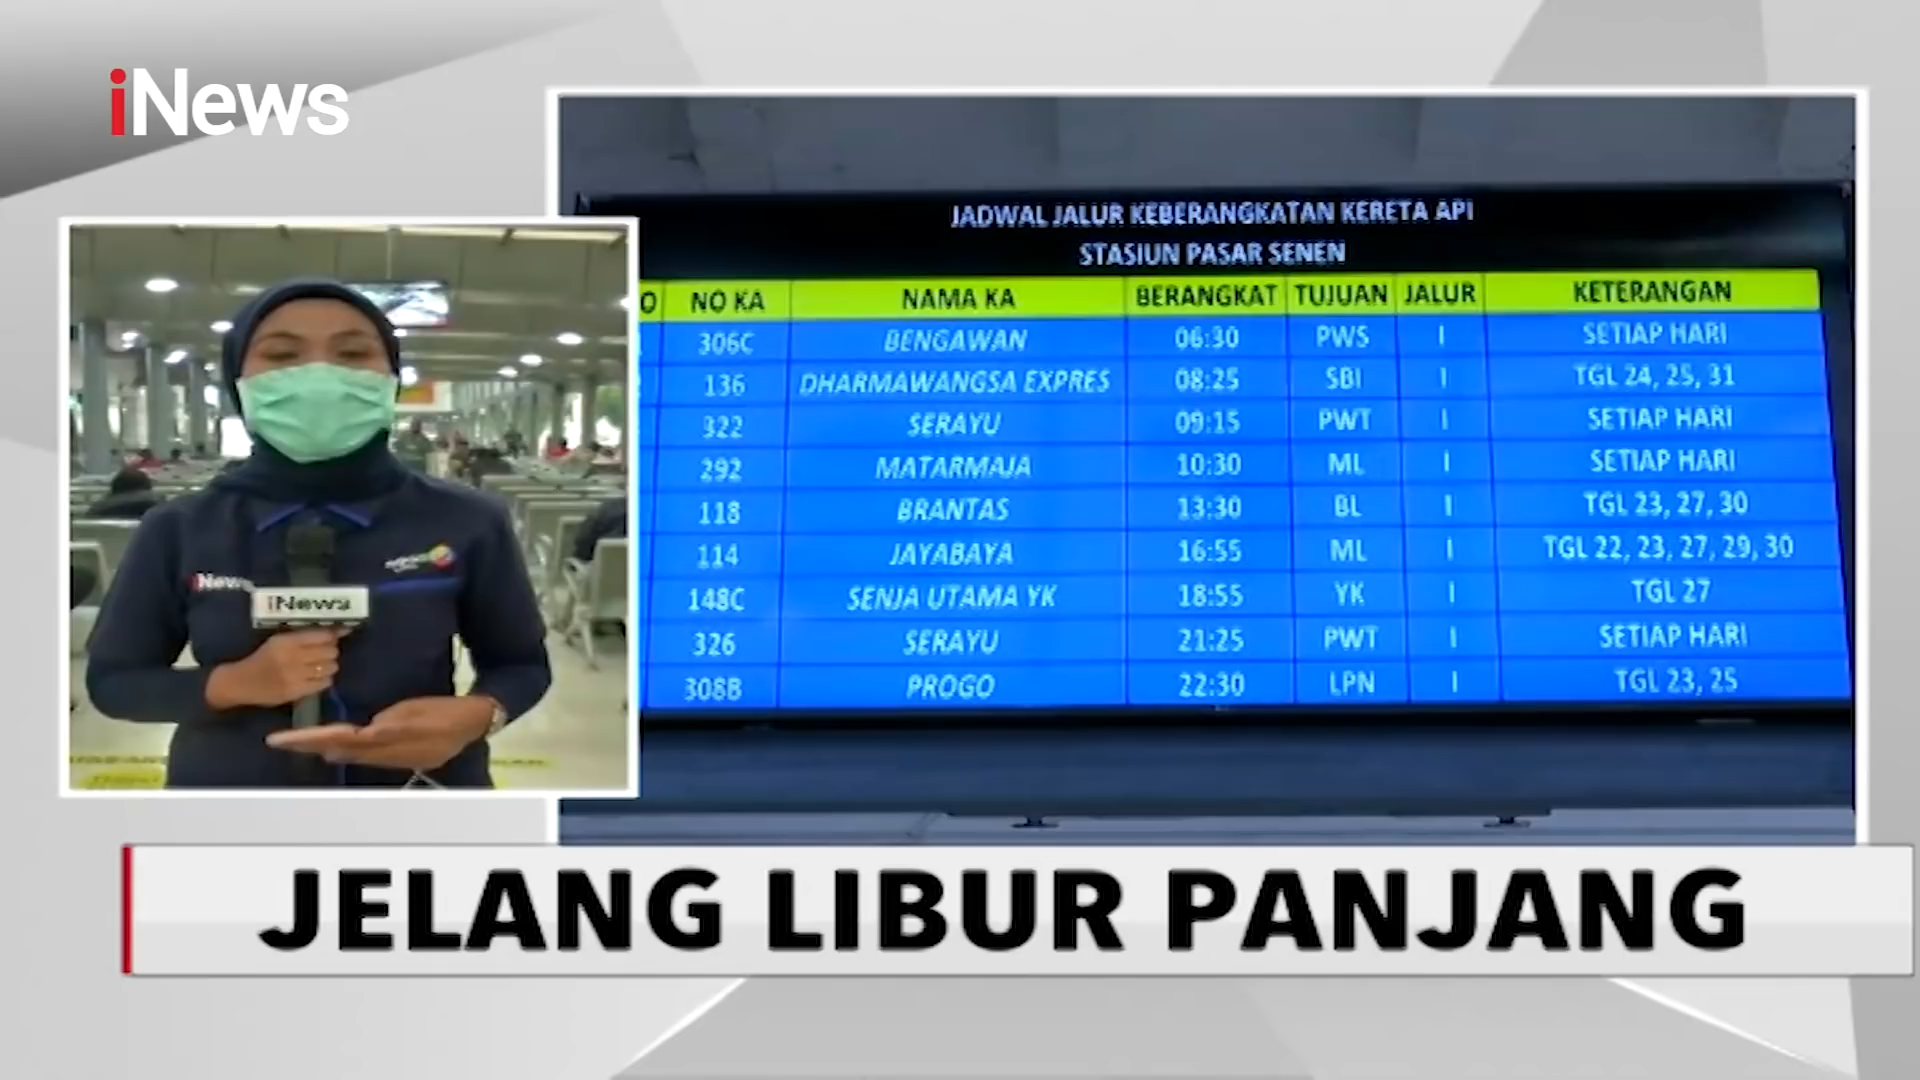 iNews
JADWAL JALUR KEBERANGKATAN KERETA API
STASIUN PASAR SENEN
O NO KA NAMA KA BERANGKAT TUJUAN JALUR KETERANGAN
306C BENGAWAN 06:30 PWS I SETIAP HARI
136 DHARMAWANGSA EXPRES 08:25 SBI I TGL 24, 25, 31
322 SERAYU 09:15 PWT I SETIAP HARI
292 MATARMAJA 10:30 ML I SETIAP HARI
118 BRANTAS 13:30 BL I TGL 23, 27, 30
114 JAYABAYA 16:55 ML I TGL 22, 23, 27, 29, 30
148C SENJA UTAMA YK 18:55 YK I TGL 27
326 SERAYU 21:25 PWT I SETIAP HARI
308B PROGO 22:30 LPN I TGL 23, 25
iNews
iNews
JELANG LIBUR PANJANG